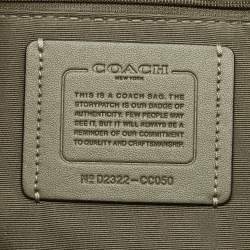 COACH
NEW YORK
THIS IS A COACH BAG. THE
STORYPATCH IS OUR BADGE OF
AUTHENTICITY. FEW PEOPLE MAY
SEE IT, BUT IT WILL ALWAYS BE A
REMINDER OF OUR COMMITMENT
TO QUALITY AND CRAFTSMANSHIP.
Nº D2322-CC050